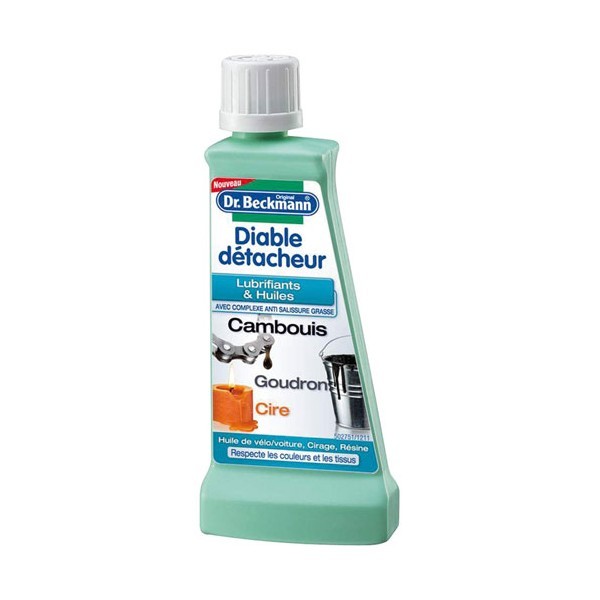 Nouveau
Original
Dr. Beckmann ®
Diable
détacheur
Lubrifiants
& Huiles
AVEC COMPLEXE ANTI SALISSURE GRASSE
Cambouis
Goudrons
Cire
Huile de vélo/voiture, Cirage, Résine
Respecte les couleurs et les tissus